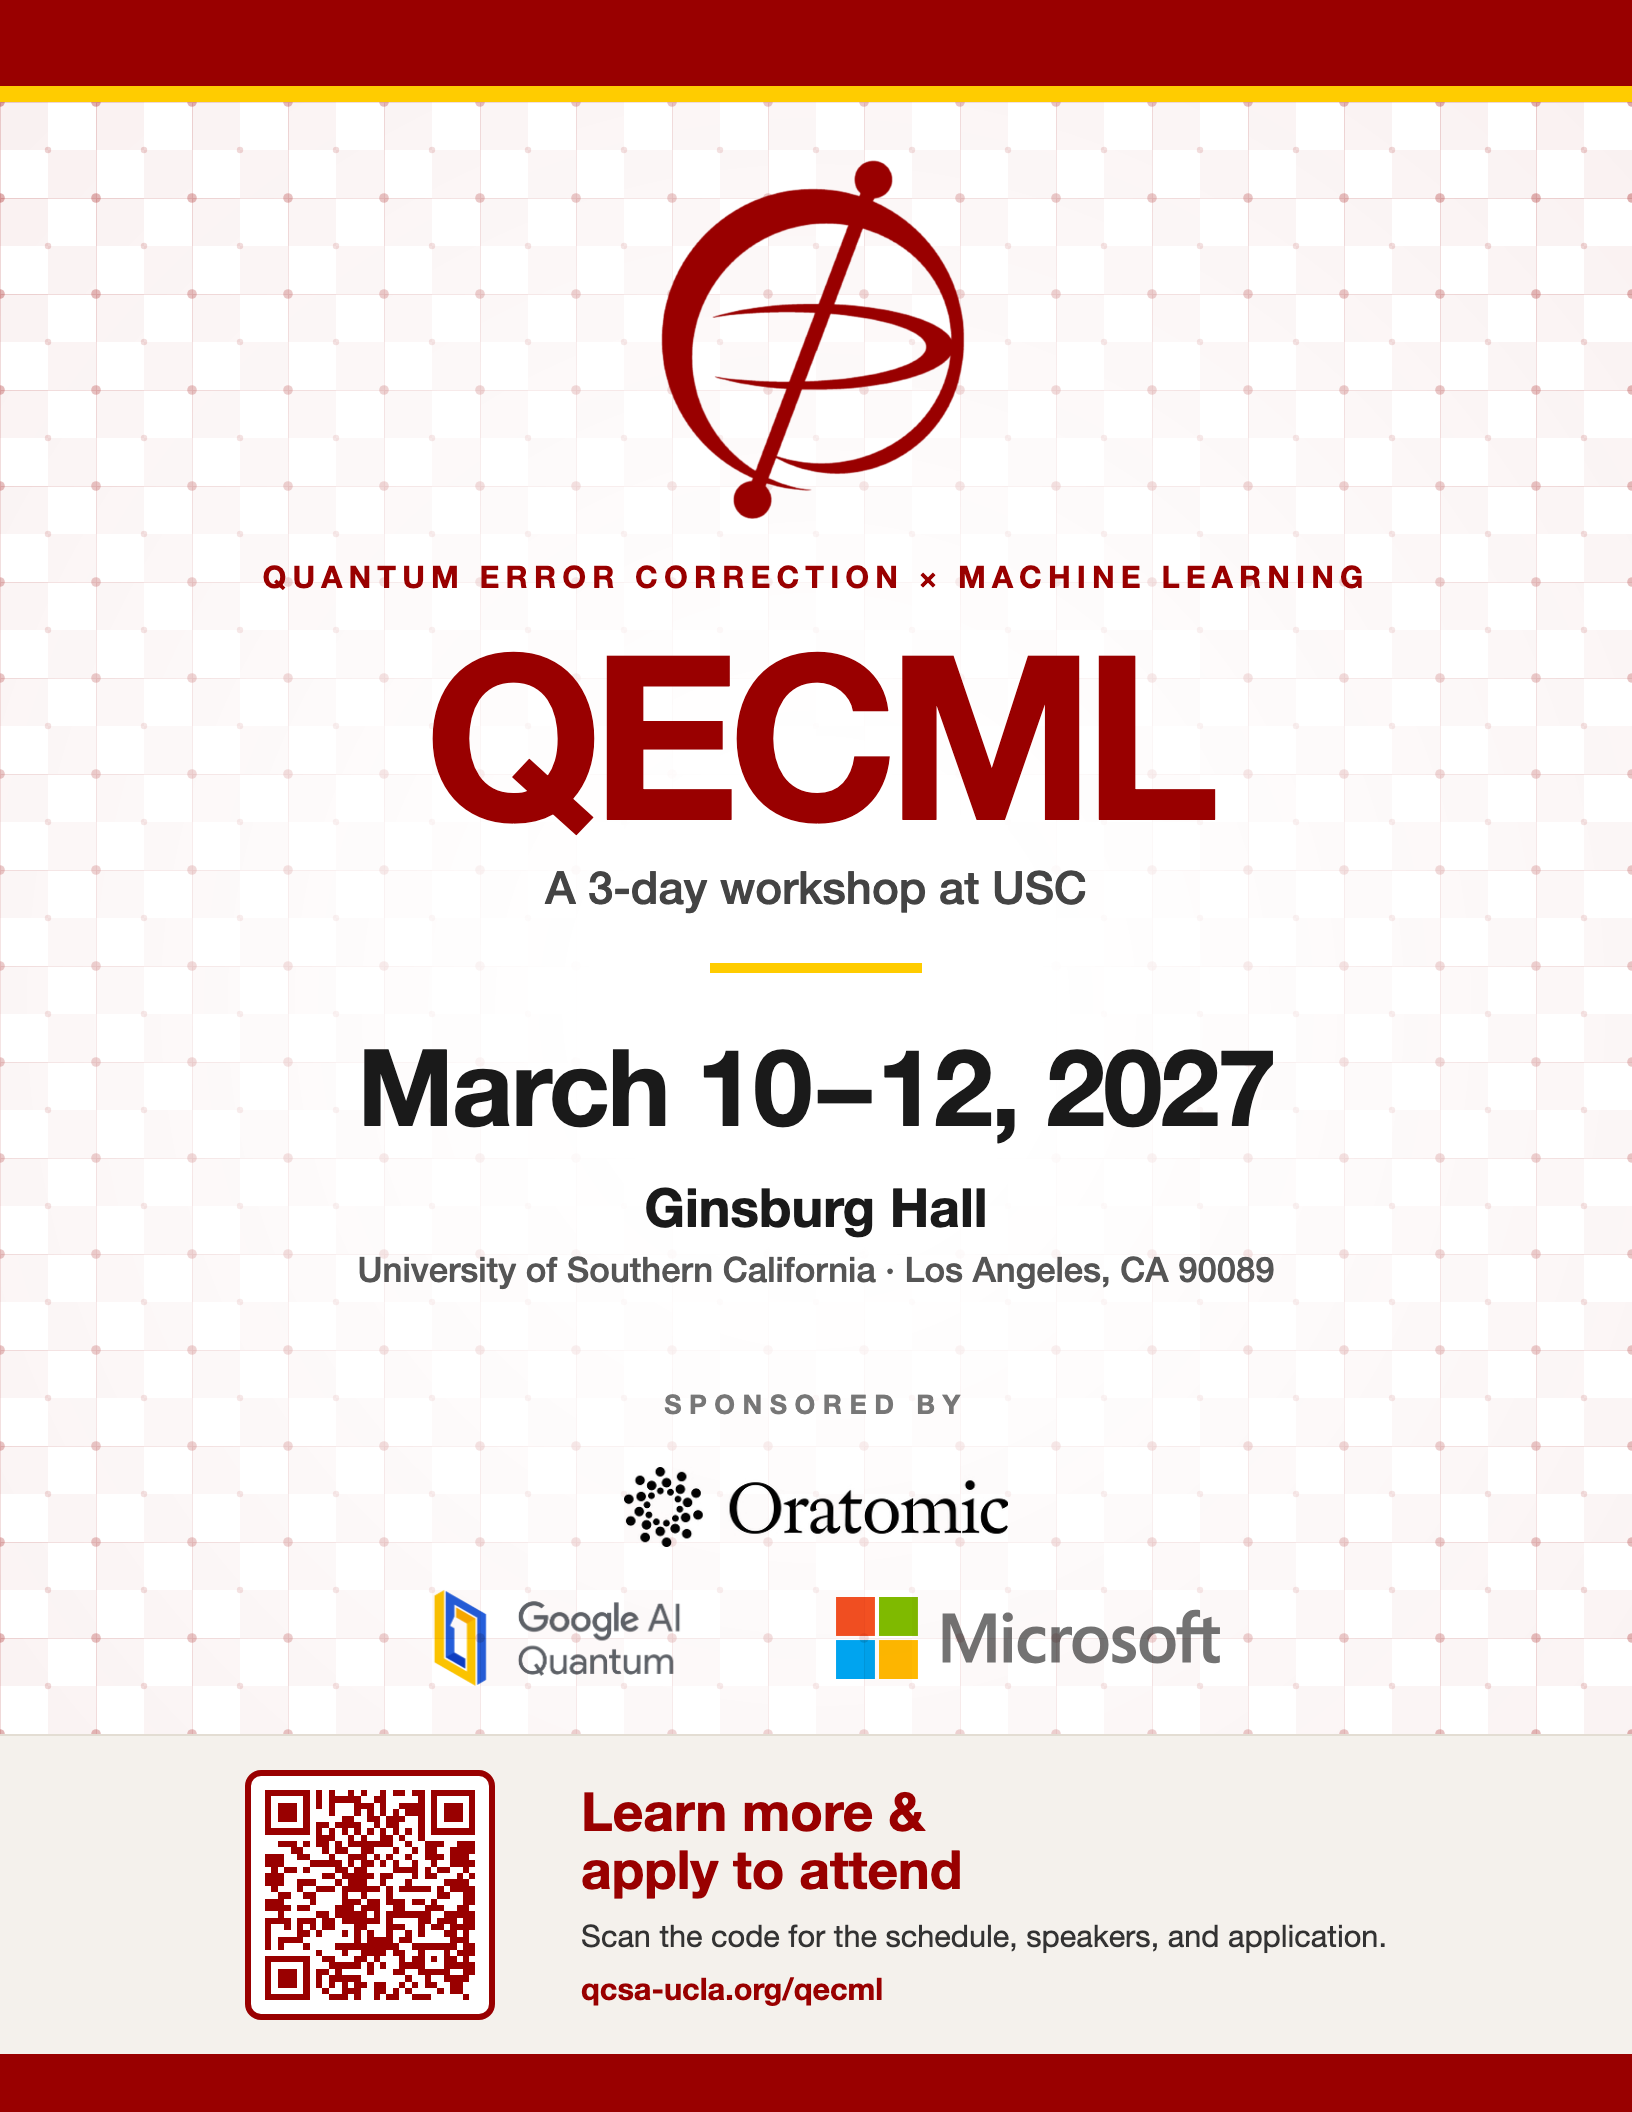 QUANTUM ERROR CORRECTION × MACHINE LEARNING
QECML
A 3-day workshop at USC
March 10–12, 2027
Ginsburg Hall
University of Southern California · Los Angeles, CA 90089
SPONSORED BY
Oratomic
Google AI
Quantum
Microsoft
Learn more &
apply to attend
Scan the code for the schedule, speakers, and application.
qcsa-ucla.org/qecml